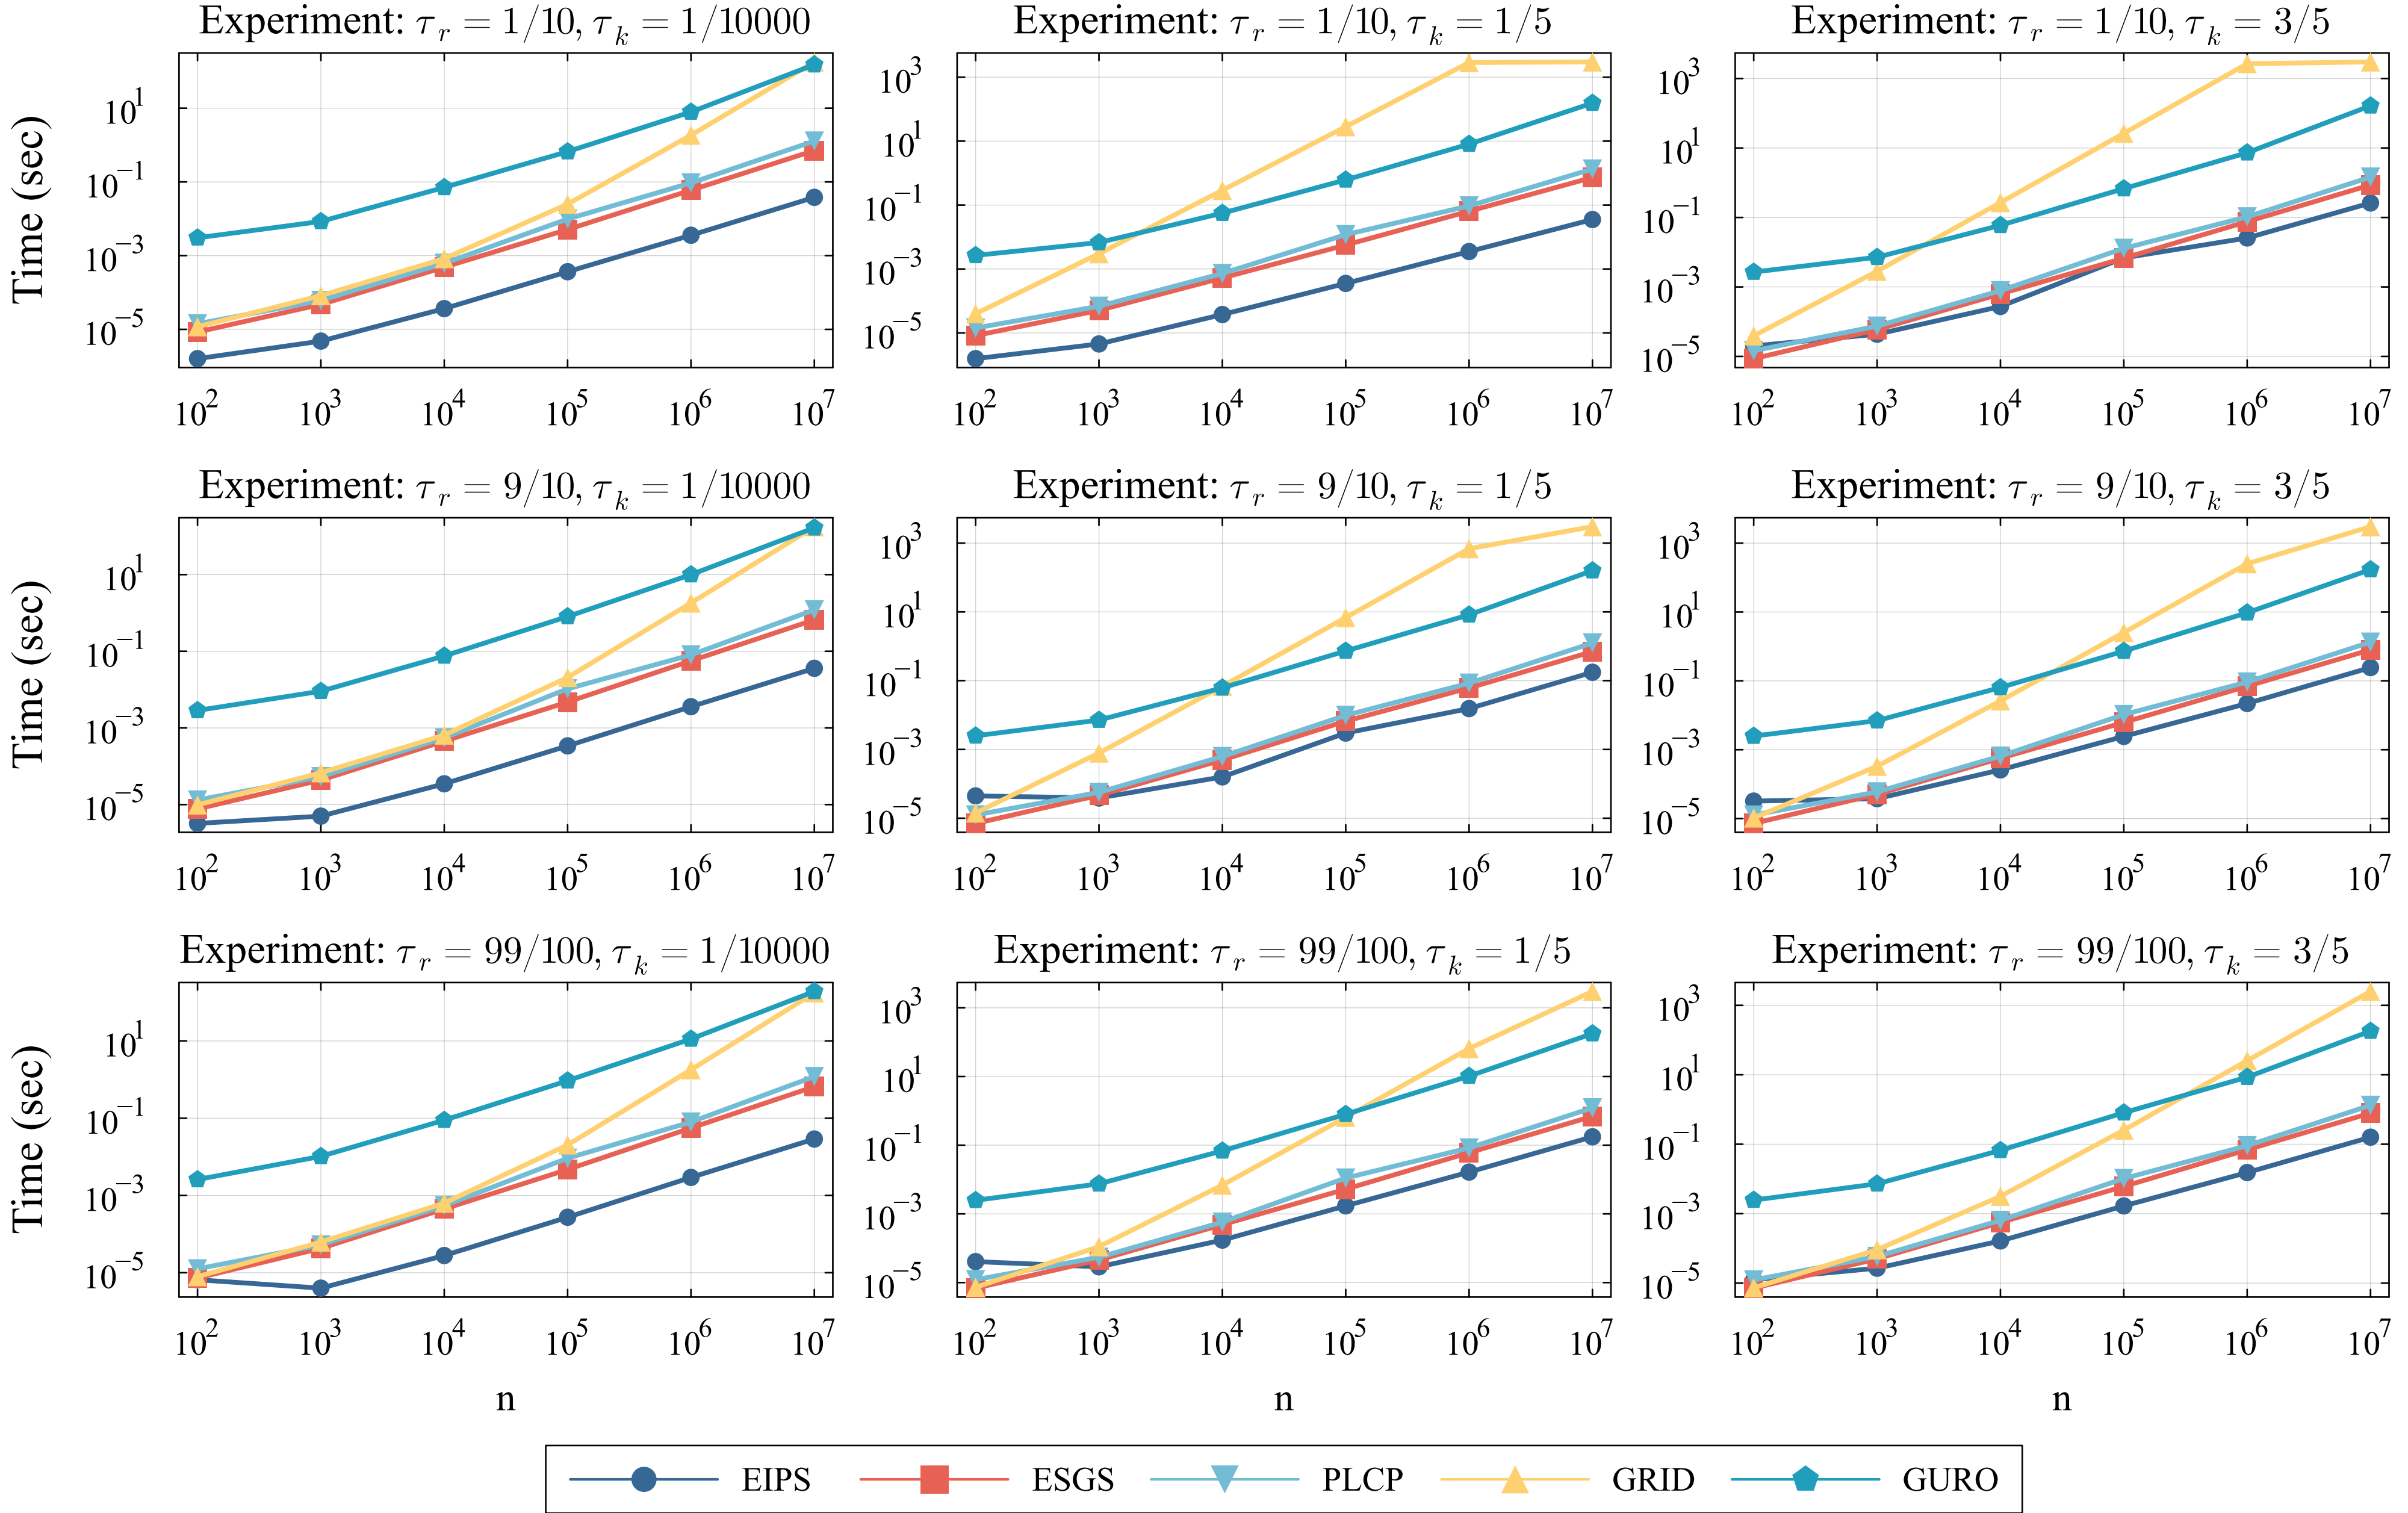 Experiment: τ_r = 1/10, τ_k = 1/10000
Experiment: τ_r = 1/10, τ_k = 1/5
Experiment: τ_r = 1/10, τ_k = 3/5
Time (sec)
10^1
10^−1
10^−3
10^−5
10^2 10^3 10^4 10^5 10^6 10^7
10^3
10^1
10^−1
10^−3
10^−5
10^2 10^3 10^4 10^5 10^6 10^7
10^3
10^1
10^−1
10^−3
10^−5
10^2 10^3 10^4 10^5 10^6 10^7
Experiment: τ_r = 9/10, τ_k = 1/10000
Experiment: τ_r = 9/10, τ_k = 1/5
Experiment: τ_r = 9/10, τ_k = 3/5
Time (sec)
10^1
10^−1
10^−3
10^−5
10^2 10^3 10^4 10^5 10^6 10^7
10^3
10^1
10^−1
10^−3
10^−5
10^2 10^3 10^4 10^5 10^6 10^7
10^3
10^1
10^−1
10^−3
10^−5
10^2 10^3 10^4 10^5 10^6 10^7
Experiment: τ_r = 99/100, τ_k = 1/10000
Experiment: τ_r = 99/100, τ_k = 1/5
Experiment: τ_r = 99/100, τ_k = 3/5
Time (sec)
10^1
10^−1
10^−3
10^−5
10^2 10^3 10^4 10^5 10^6 10^7
n
10^3
10^1
10^−1
10^−3
10^−5
10^2 10^3 10^4 10^5 10^6 10^7
n
10^3
10^1
10^−1
10^−3
10^−5
10^2 10^3 10^4 10^5 10^6 10^7
n
EIPS ESGS PLCP GRID GURO